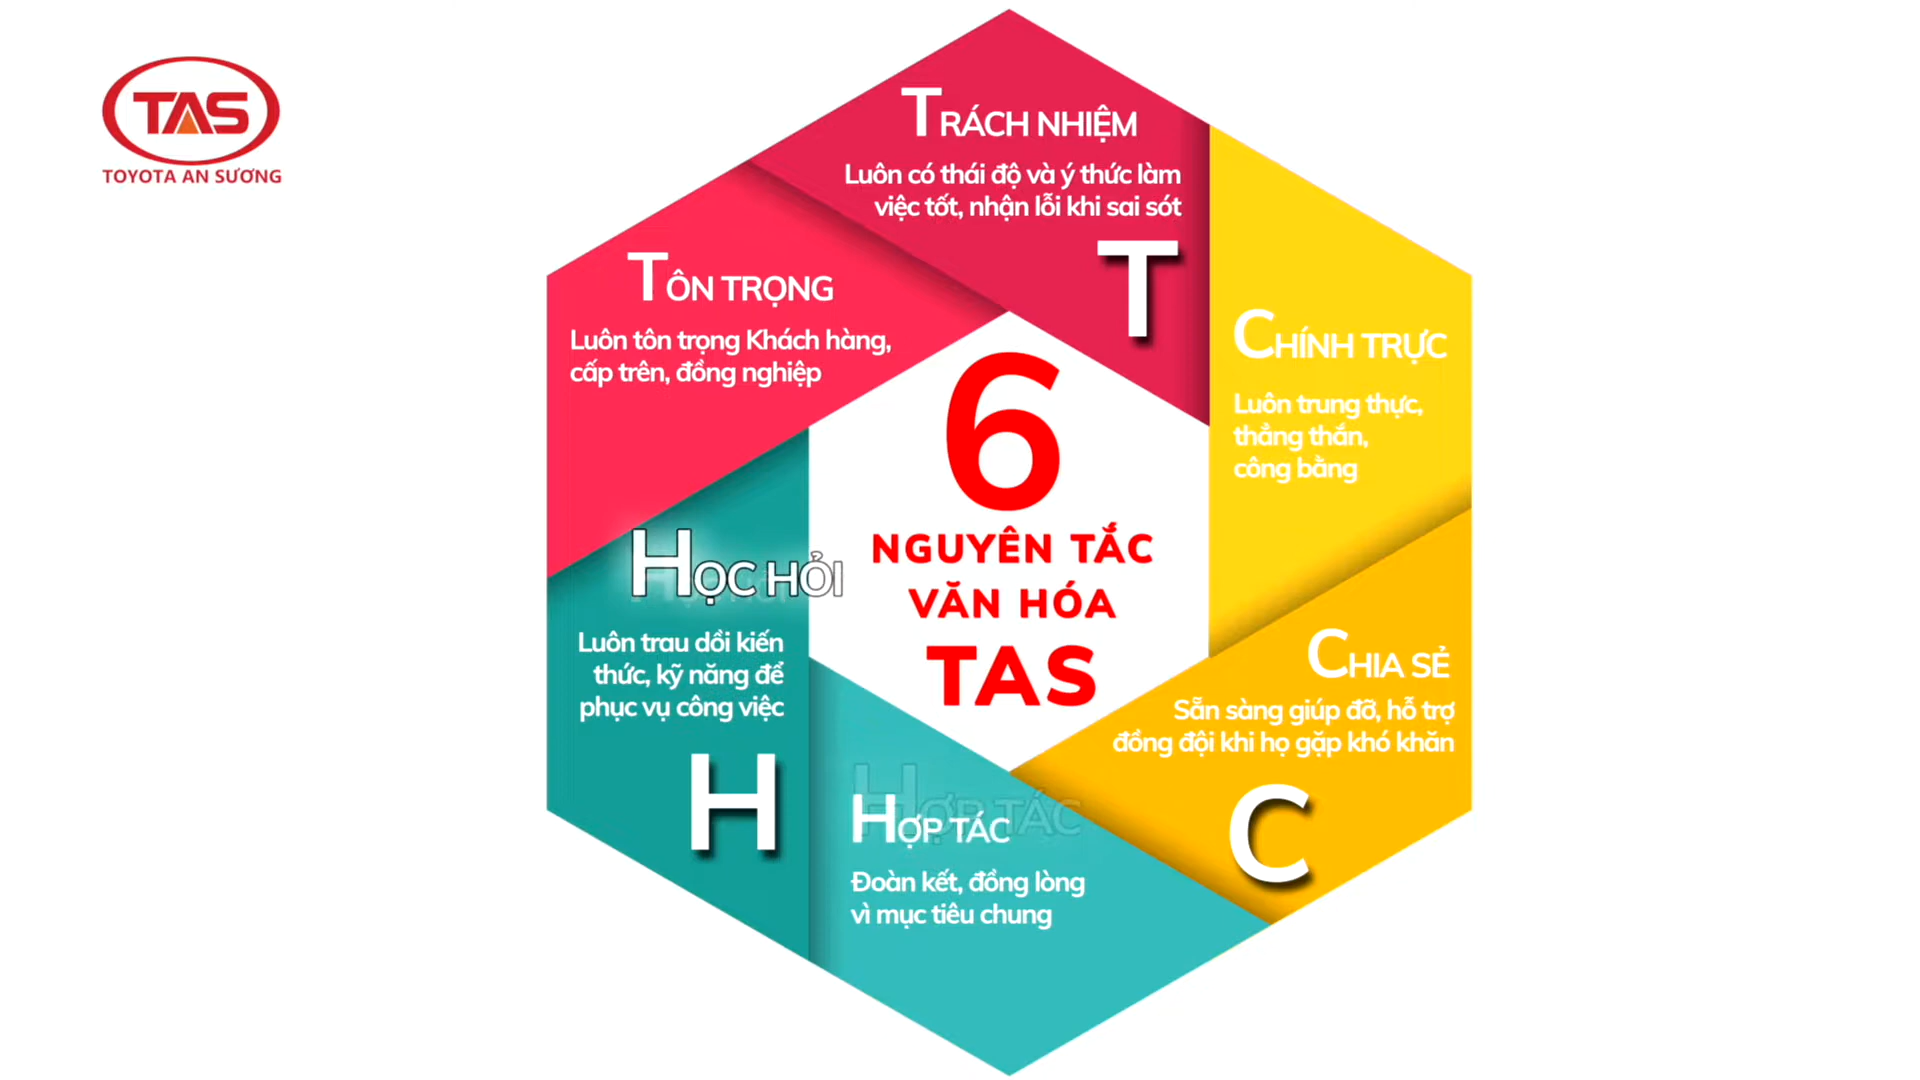 TAS
TOYOTA AN SƯƠNG
TRÁCH NHIỆM
Luôn có thái độ và ý thức làm
việc tốt, nhận lỗi khi sai sót
T
TÔN TRỌNG
Luôn tôn trọng Khách hàng,
cấp trên, đồng nghiệp
CHÍNH TRỰC
Luôn trung thực,
thẳng thắn,
công bằng
6
NGUYÊN TẮC
VĂN HÓA
TAS
HỌC HỎI
Luôn trau dồi kiến
thức, kỹ năng để
phục vụ công việc
H
CHIA SẺ
Sẵn sàng giúp đỡ, hỗ trợ
đồng đội khi họ gặp khó khăn
C
HỢP TÁC
Đoàn kết, đồng lòng
vì mục tiêu chung